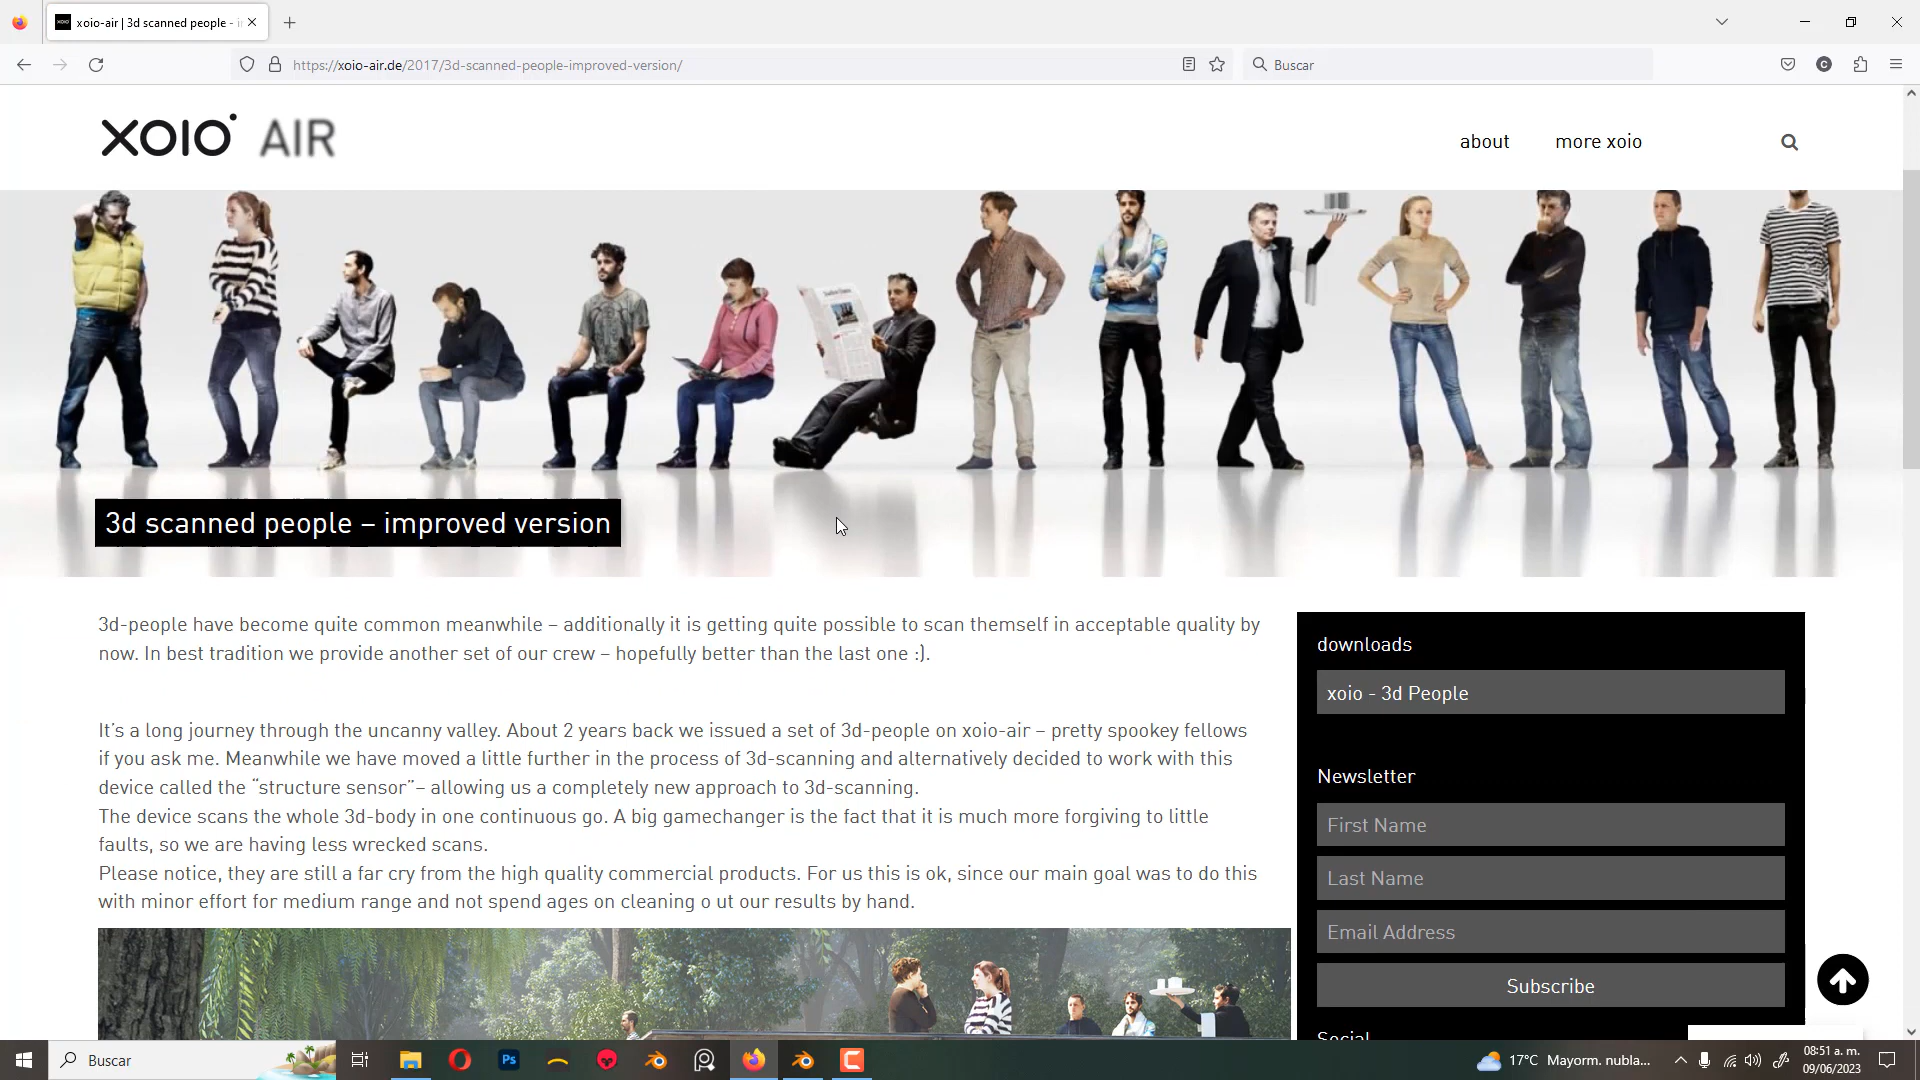 xoio-air | 3d scanned people - i
https://xoio-air.de/2017/3d-scanned-people-improved-version/
Buscar
C
XOIO° AIR
about
more xoio
3d scanned people – improved version
3d-people have become quite common meanwhile – additionally it is getting quite possible to scan themself in acceptable quality by
now. In best tradition we provide another set of our crew – hopefully better than the last one :).
It's a long journey through the uncanny valley. About 2 years back we issued a set of 3d-people on xoio-air – pretty spookey fellows
if you ask me. Meanwhile we have moved a little further in the process of 3d-scanning and alternatively decided to work with this
device called the “structure sensor”– allowing us a completely new approach to 3d-scanning.
The device scans the whole 3d-body in one continuous go. A big gamechanger is the fact that it is much more forgiving to little
faults, so we are having less wrecked scans.
Please notice, they are still a far cry from the high quality commercial products. For us this is ok, since our main goal was to do this
with minor effort for medium range and not spend ages on cleaning o ut our results by hand.
downloads
xoio - 3d People
Newsletter
First Name
Last Name
Email Address
Subscribe
Social
Buscar
Ps
17°C Mayorm. nubla...
08:51 a. m.
09/06/2023